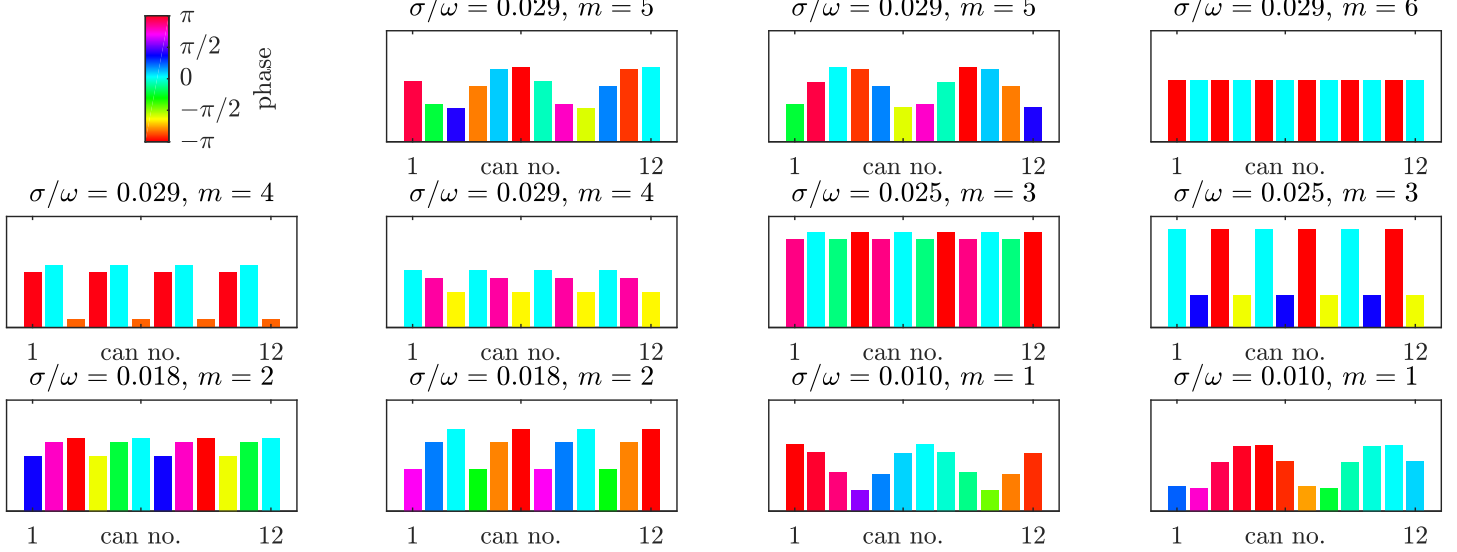 π
π/2
0
−π/2
−π
phase
σ/ω = 0.029, m = 5
1 can no. 12
σ/ω = 0.029, m = 5
1 can no. 12
σ/ω = 0.029, m = 6
1 can no. 12
σ/ω = 0.029, m = 4
1 can no. 12
σ/ω = 0.029, m = 4
1 can no. 12
σ/ω = 0.025, m = 3
1 can no. 12
σ/ω = 0.025, m = 3
1 can no. 12
σ/ω = 0.018, m = 2
1 can no. 12
σ/ω = 0.018, m = 2
1 can no. 12
σ/ω = 0.010, m = 1
1 can no. 12
σ/ω = 0.010, m = 1
1 can no. 12